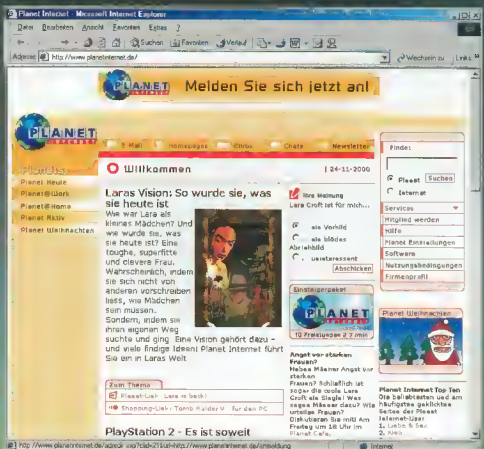 Planet Internet - Microsoft Internet Explorer
Datei Bearbeiten Ansicht Favoriten Extras ?
Suchen Favoriten Verlauf
Adresse http://www.planetinternet.de/ Wechseln zu Links
PLANET INTERNET Melden Sie sich jetzt an!
PLANET INTERNET
E-Mail Homepages Citrus Chats Newsletter
Planets
Planet Heute
Planet@Work
Planet@Home
Planet Aktiv
Planet Weihnachten
Willkommen | 24-11-2000
Laras Vision: So wurde sie, was
sie heute ist
Wie war Lara als
kleines Mädchen? Und
wie wurde sie, was
sie heute ist? Eine
toughe, superfitte
und clevere Frau.
Wahrscheinlich, indem
sie sich nicht von
anderen vorschreiben
liess, wie Mädchen
sein müssen.
Sondern, indem sie
ihren eigenen Weg
suchte und ging. Eine Vision gehört dazu -
und viele findige Ideen! Planet Internet führt
Sie ein in Laras Welt
Zum Thema
Planet-Link: Lara is back!
Shopping-Link: Tomb Raider V für den PC
PlayStation 2 - Es ist soweit
Ihre Meinung
Lara Croft ist für mich...
ein Vorbild
ein blödes
Abziehbild
uninteressant
Abschicken
Einsteigerpaket
PLANET INTERNET
Angst vor starken
Frauen?
Haben Männer Angst vor
starken
Frauen? Schließlich ist
sogar die coole Lara
Croft ein Single! Was
sagen Männer dazu? Wie
urteilen Frauen?
Diskutieren Sie mit! Am
Freitag um 18 Uhr im
Planet Cafe.
Finde:
Planet Suchen
Internet
Services
Mitglied werden
Hilfe
Planet Einstellungen
Software
Nutzungsbedingungen
Firmenprofil
Planet Weihnachten
Planet Internet Top Ten
Die beliebtesten und am
häufigsten geklickten
Seiten der Planet
Internet-User:
1. Liebe & Sex
Internet